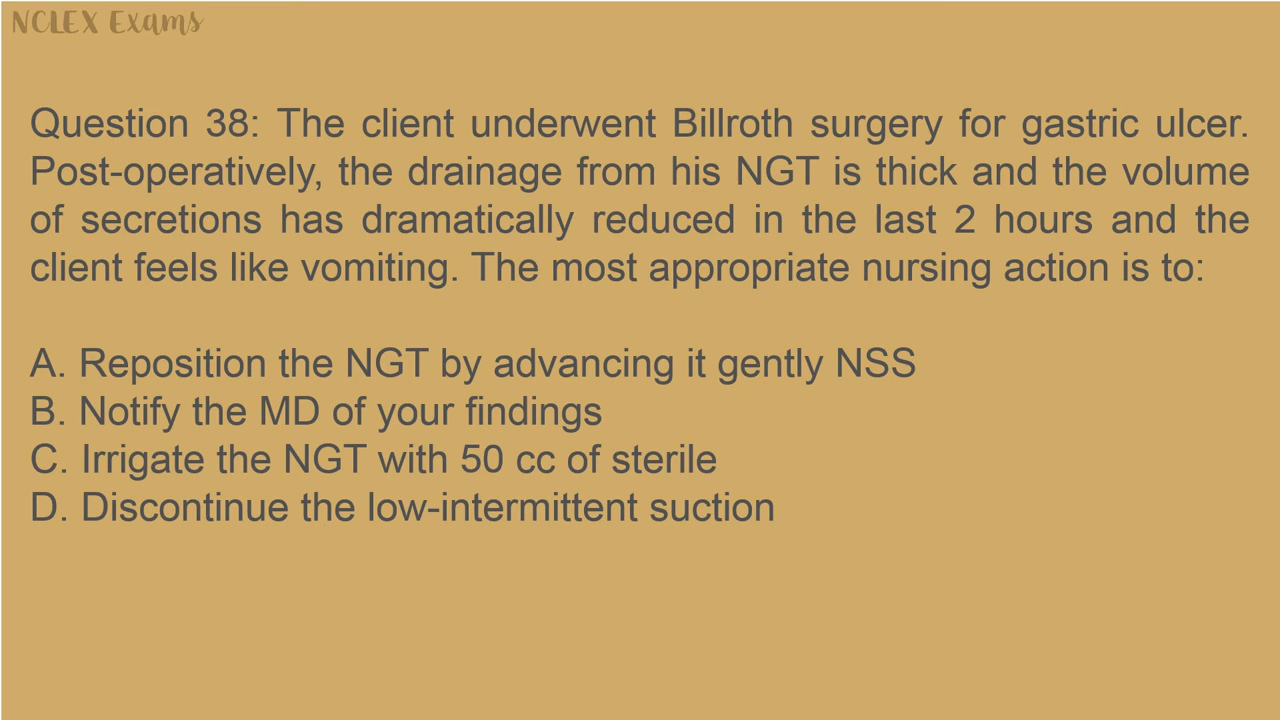 NCLEX Exams
Question 38: The client underwent Billroth surgery for gastric ulcer.
Post-operatively, the drainage from his NGT is thick and the volume
of secretions has dramatically reduced in the last 2 hours and the
client feels like vomiting. The most appropriate nursing action is to:
A. Reposition the NGT by advancing it gently NSS
B. Notify the MD of your findings
C. Irrigate the NGT with 50 cc of sterile
D. Discontinue the low-intermittent suction